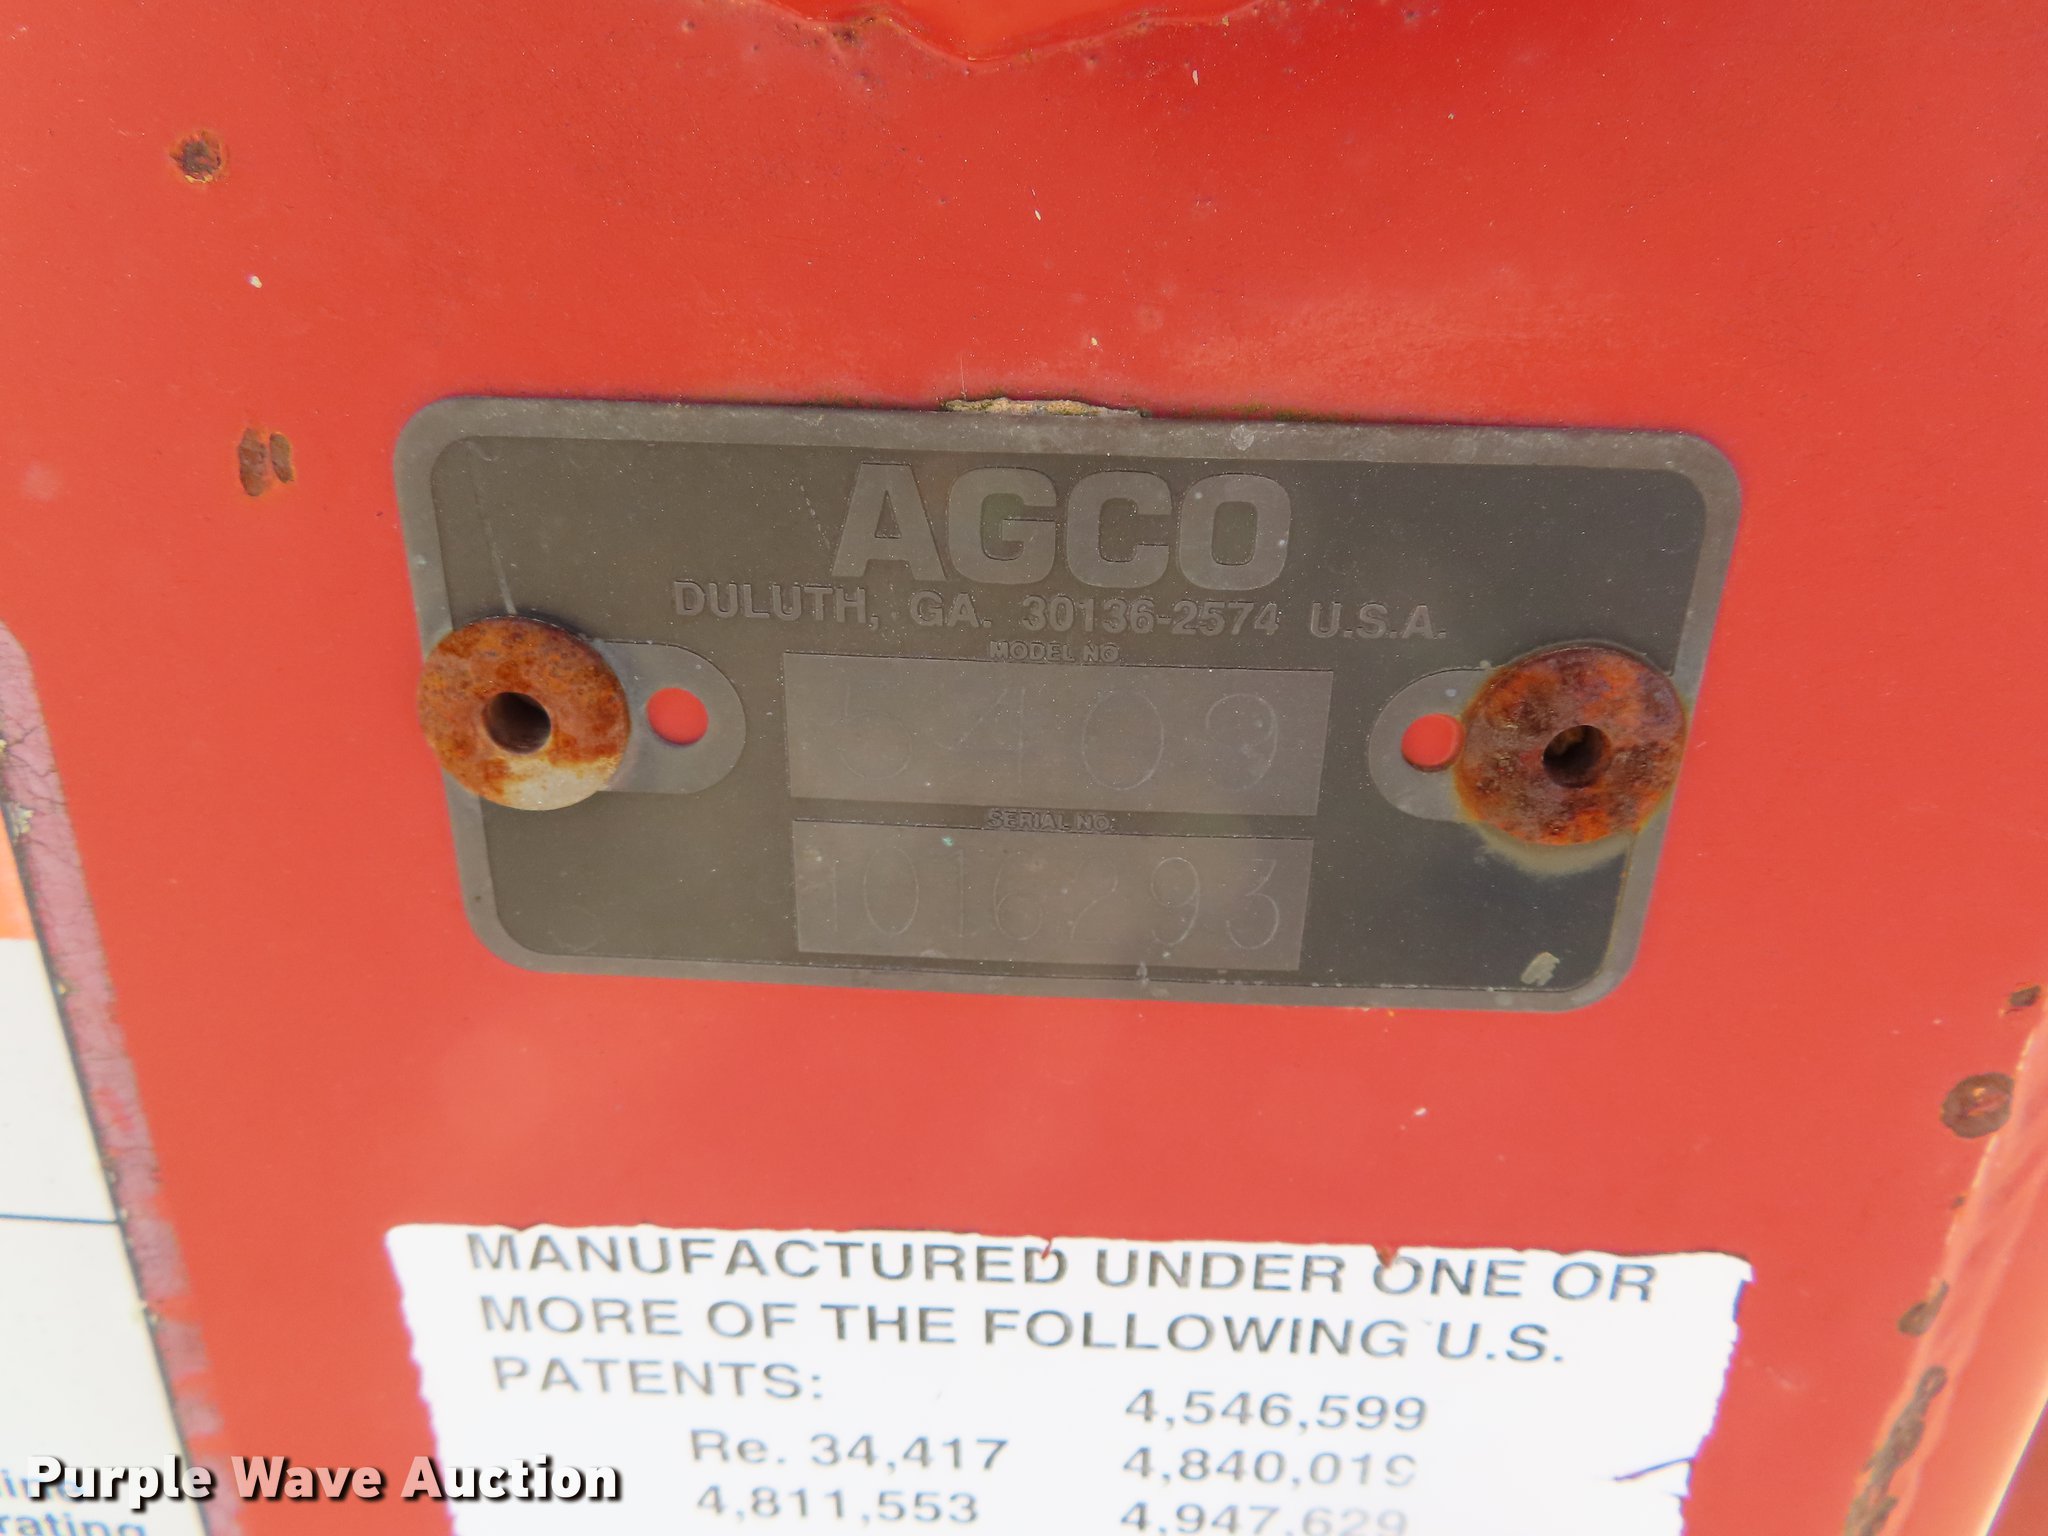 AGCO
DULUTH, GA. 30136-2574 U.S.A.
MODEL NO.
5409
SERIAL NO.
1016293
MANUFACTURED UNDER ONE OR
MORE OF THE FOLLOWING U.S.
PATENTS:
4,546,599
Re. 34,417
4,840,019
4,811,553
4,947,629
Purple Wave Auction
rating